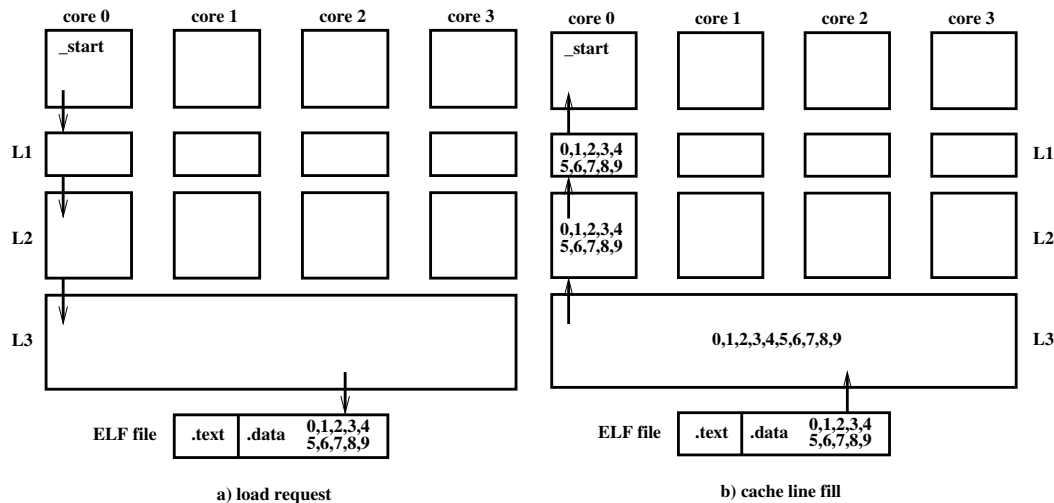 core 0 core 1 core 2 core 3
_start
L1
L2
L3
ELF file .text .data 0,1,2,3,4
5,6,7,8,9
a) load request
core 0 core 1 core 2 core 3
_start
0,1,2,3,4
5,6,7,8,9
L1
0,1,2,3,4
5,6,7,8,9
L2
0,1,2,3,4,5,6,7,8,9
L3
ELF file .text .data 0,1,2,3,4
5,6,7,8,9
b) cache line fill